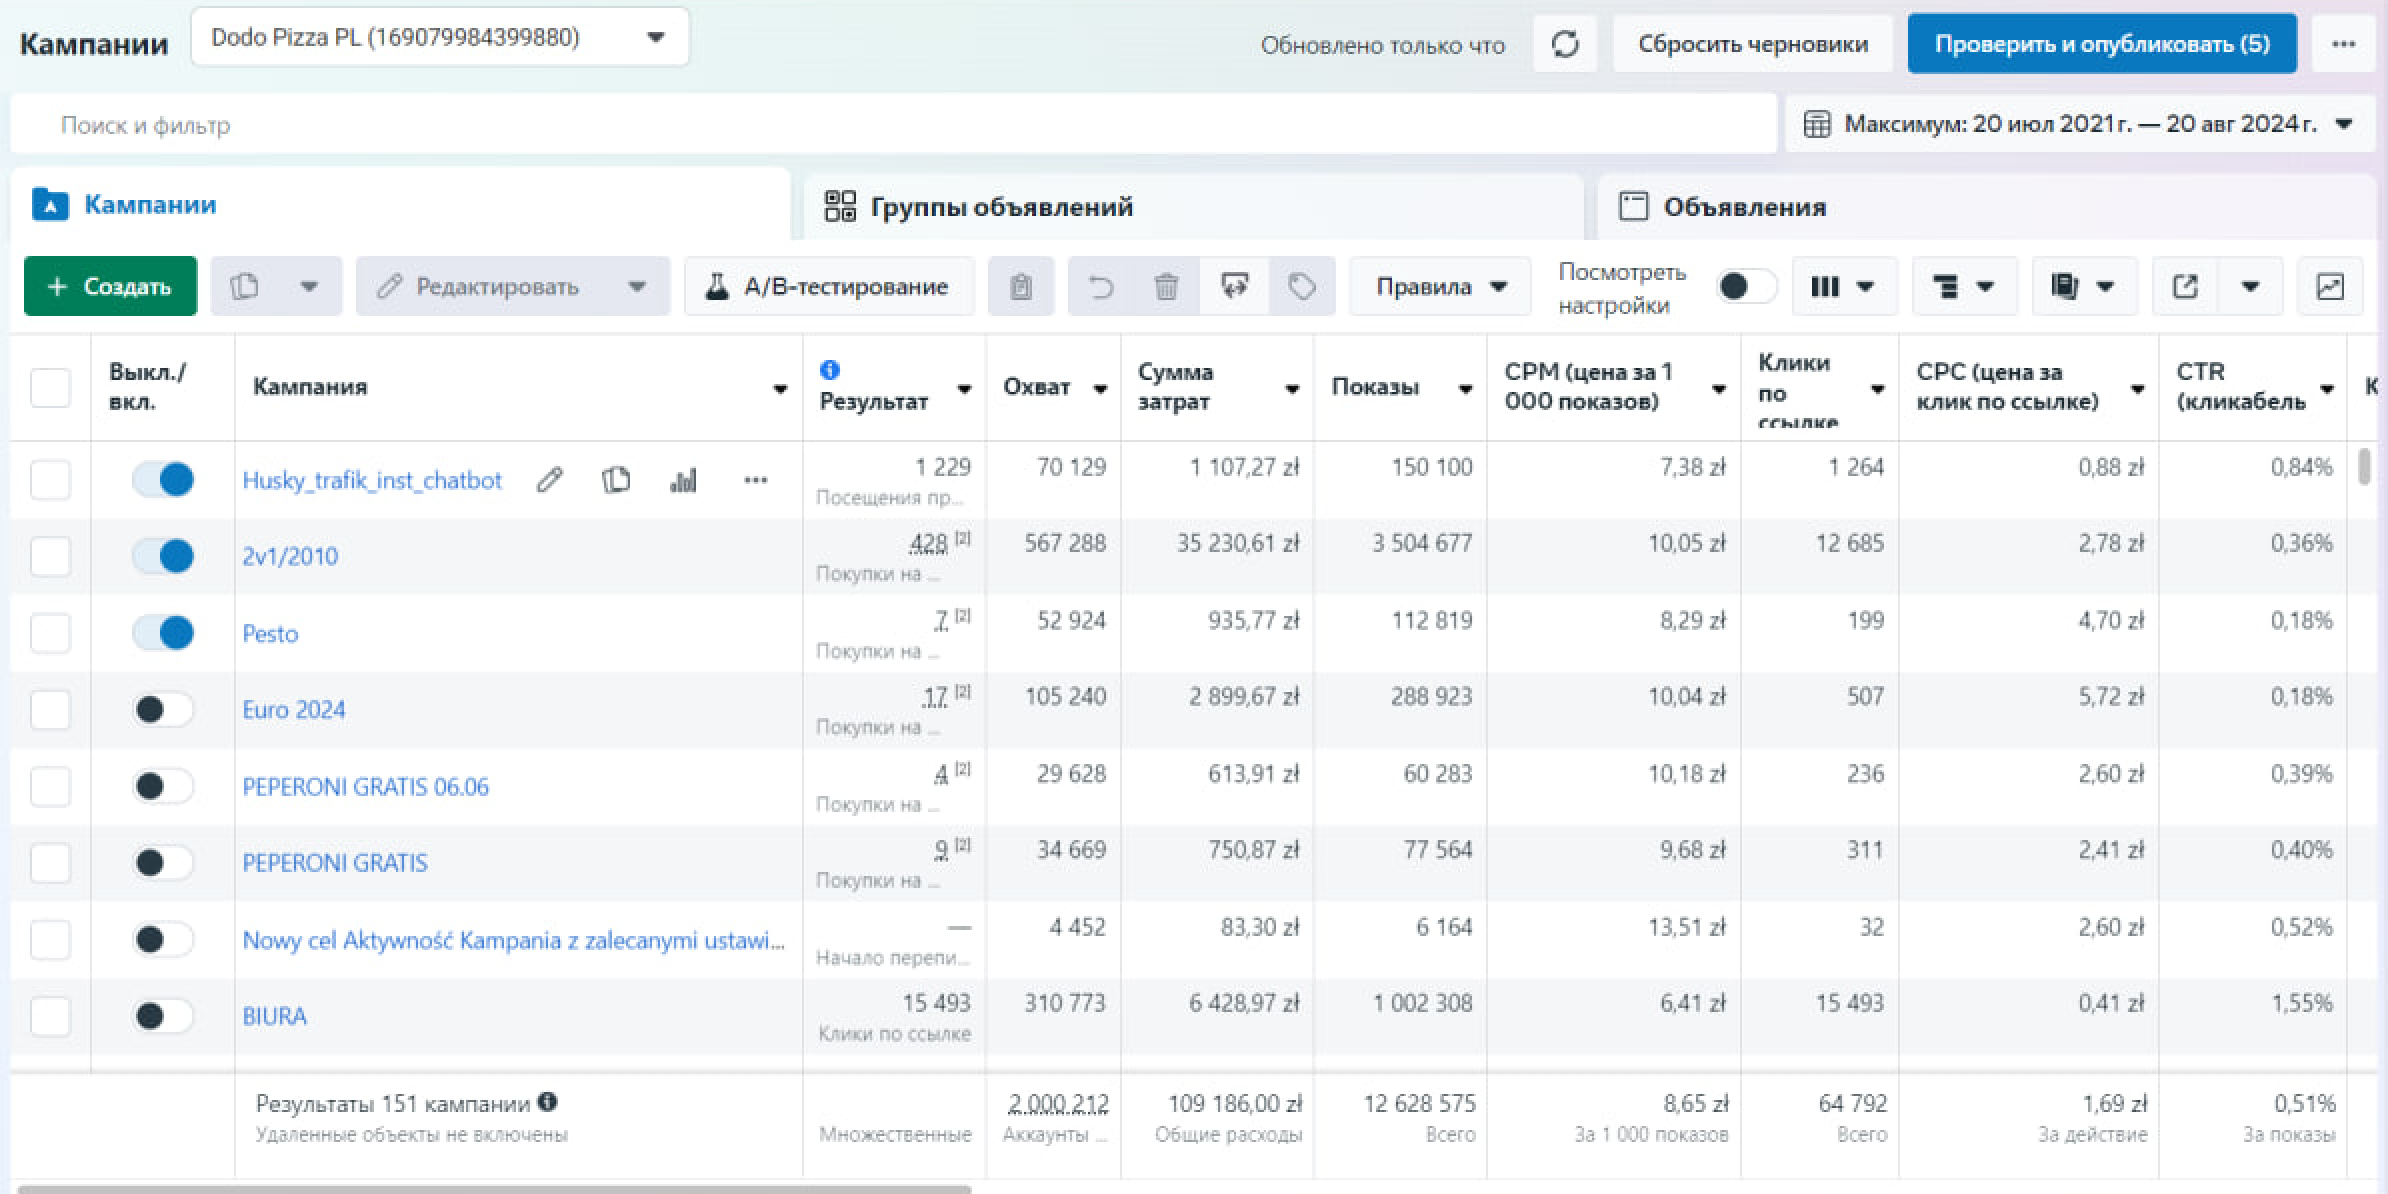 Кампании
Dodo Pizza PL (169079984399880)
Обновлено только что
Сбросить черновики
Проверить и опубликовать (5)
Поиск и фильтр
Максимум: 20 июл 2021 г. — 20 авг 2024 г.
Кампании
Группы объявлений
Объявления
+ Создать
Редактировать
A/B-тестирование
Правила
Посмотреть
настройки
Выкл./
вкл.
Кампания
Результат
Охват
Сумма
затрат
Показы
CPM (цена за 1
000 показов)
Клики
по
ссылке
CPC (цена за
клик по ссылке)
CTR
(кликабель
К
Husky_trafik_inst_chatbot 1 229 70 129 1 107,27 zł 150 100 7,38 zł 1 264 0,88 zł 0,84%
Посещения пр...
2v1/2010 428 [2] 567 288 35 230,61 zł 3 504 677 10,05 zł 12 685 2,78 zł 0,36%
Покупки на ...
Pesto 7 [2] 52 924 935,77 zł 112 819 8,29 zł 199 4,70 zł 0,18%
Покупки на ...
Euro 2024 17 [2] 105 240 2 899,67 zł 288 923 10,04 zł 507 5,72 zł 0,18%
Покупки на ...
PEPERONI GRATIS 06.06 4 [2] 29 628 613,91 zł 60 283 10,18 zł 236 2,60 zł 0,39%
Покупки на ...
PEPERONI GRATIS 9 [2] 34 669 750,87 zł 77 564 9,68 zł 311 2,41 zł 0,40%
Покупки на ...
Nowy cel Aktywność Kampania z zalecanymi ustawi... — 4 452 83,30 zł 6 164 13,51 zł 32 2,60 zł 0,52%
Начало перепи...
BIURA 15 493 310 773 6 428,97 zł 1 002 308 6,41 zł 15 493 0,41 zł 1,55%
Клики по ссылке
Результаты 151 кампании 2 000 212 109 186,00 zł 12 628 575 8,65 zł 64 792 1,69 zł 0,51%
Удаленные объекты не включены Множественные Аккаунты ... Общие расходы Всего За 1 000 показов Всего За действие За показы